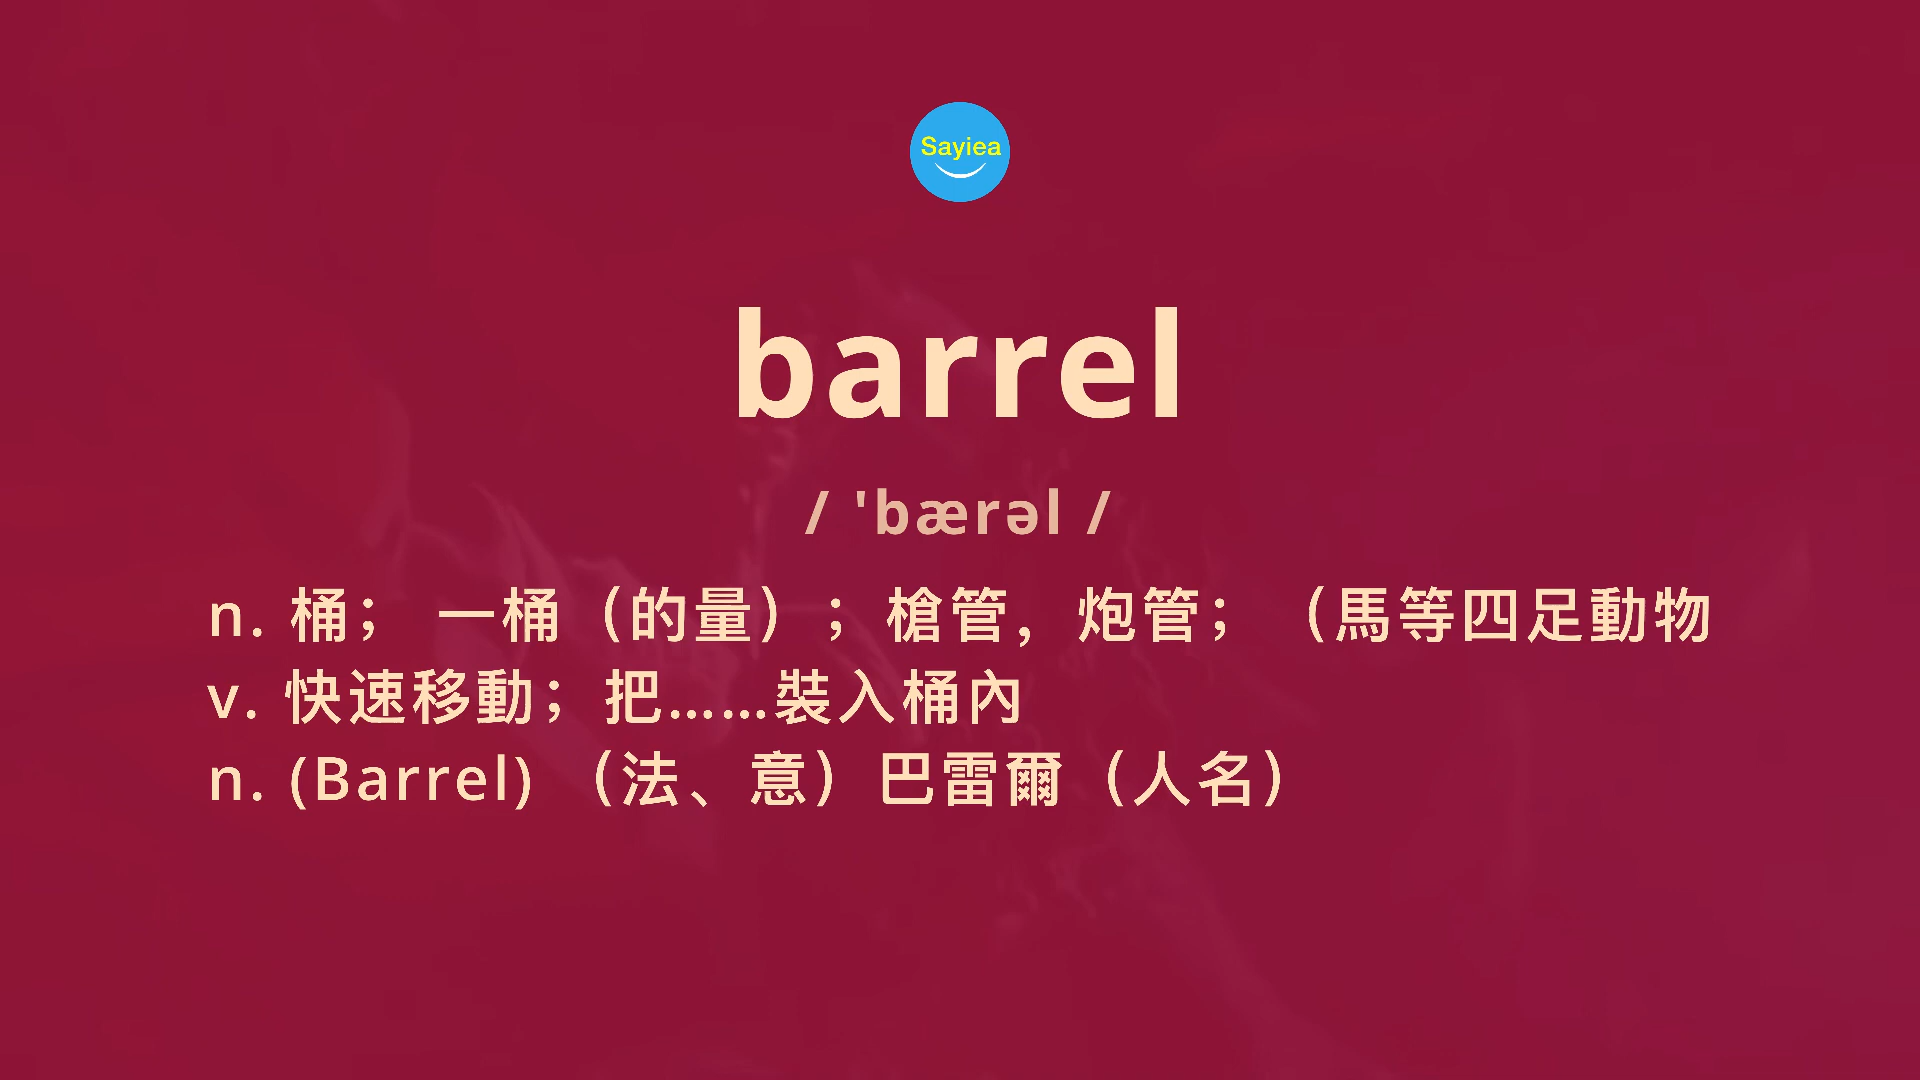 Sayiea
barrel
/ 'bærəl /
n. 桶； 一桶（的量）；槍管，炮管；（馬等四足動物
v. 快速移動；把……裝入桶內
n. (Barrel) （法、意）巴雷爾（人名）